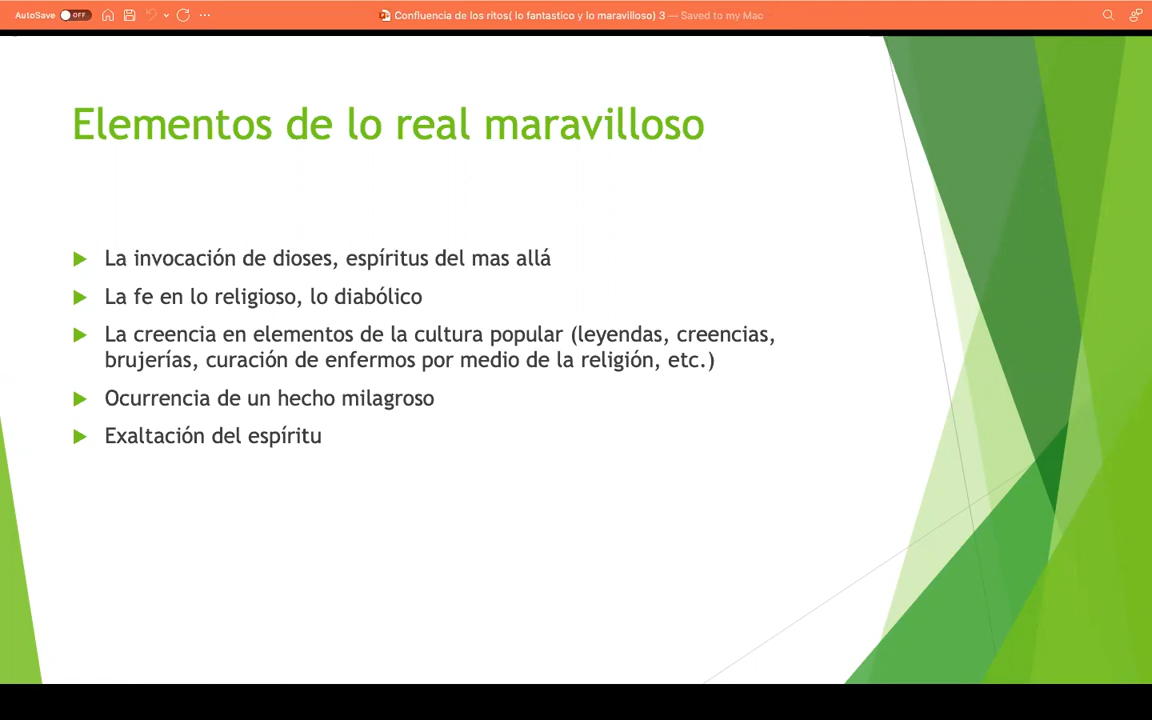 AutoSave OFF
Confluencia de los ritos( lo fantastico y lo maravilloso) 3 — Saved to my Mac
Elementos de lo real maravilloso
La invocación de dioses, espíritus del mas allá
La fe en lo religioso, lo diabólico
La creencia en elementos de la cultura popular (leyendas, creencias,
brujerías, curación de enfermos por medio de la religión, etc.)
Ocurrencia de un hecho milagroso
Exaltación del espíritu